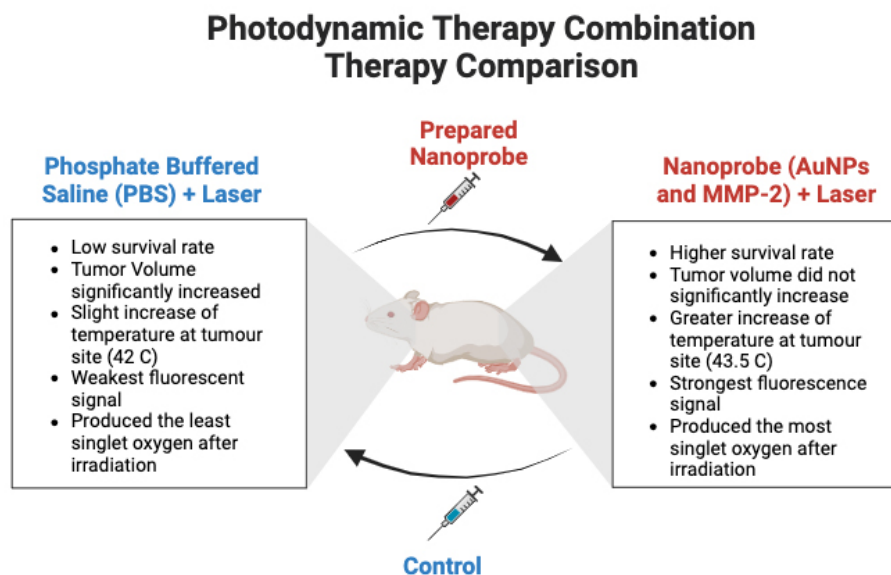 Photodynamic Therapy Combination
Therapy Comparison
Prepared
Nanoprobe
Phosphate Buffered
Saline (PBS) + Laser
• Low survival rate
• Tumor Volume
significantly increased
• Slight increase of
temperature at tumour
site (42 C)
• Weakest fluorescent
signal
• Produced the least
singlet oxygen after
irradiation
Nanoprobe (AuNPs
and MMP-2) + Laser
• Higher survival rate
• Tumor volume did not
significantly increase
• Greater increase of
temperature at tumour
site (43.5 C)
• Strongest fluorescence
signal
• Produced the most
singlet oxygen after
irradiation
Control